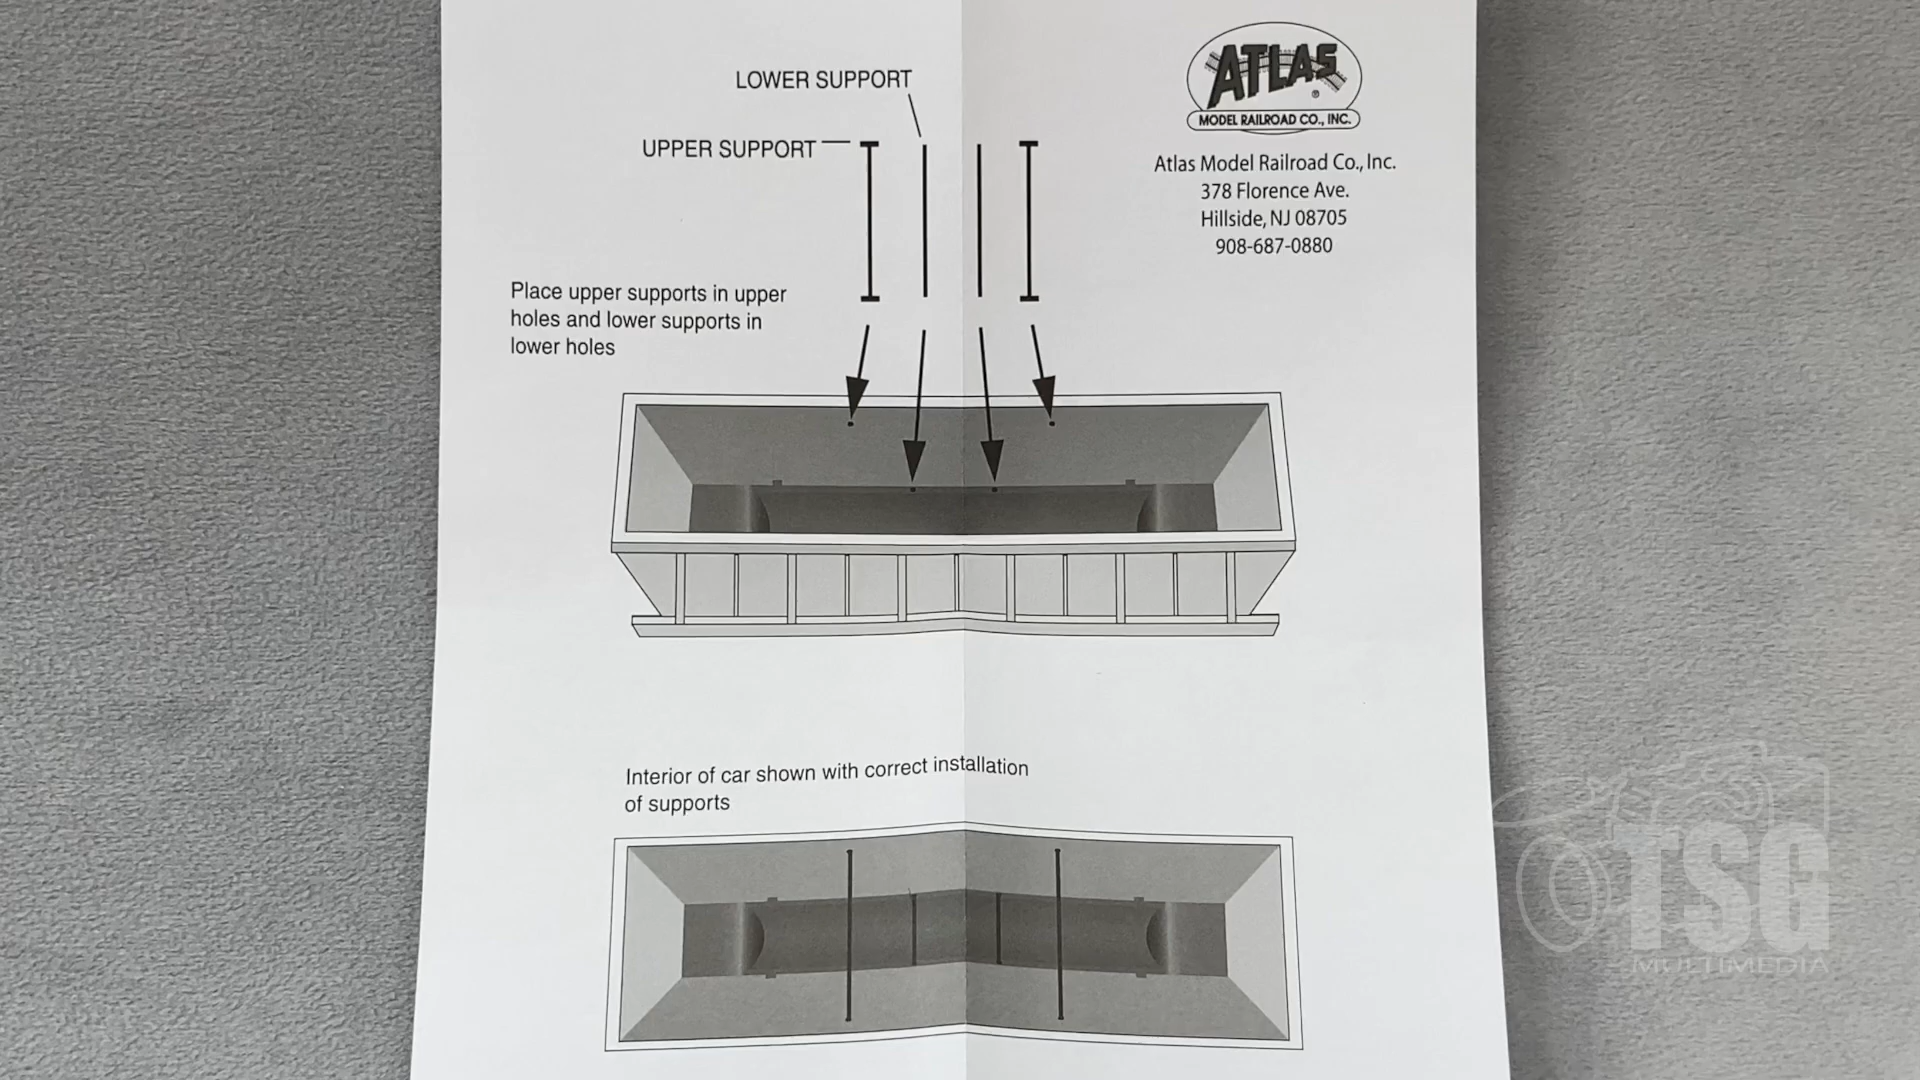 LOWER SUPPORT
UPPER SUPPORT
ATLAS
®
MODEL RAILROAD CO., INC.
Atlas Model Railroad Co., Inc.
378 Florence Ave.
Hillside, NJ 08705
908-687-0880
Place upper supports in upper
holes and lower supports in
lower holes
Interior of car shown with correct installation
of supports
TSG
MULTIMEDIA